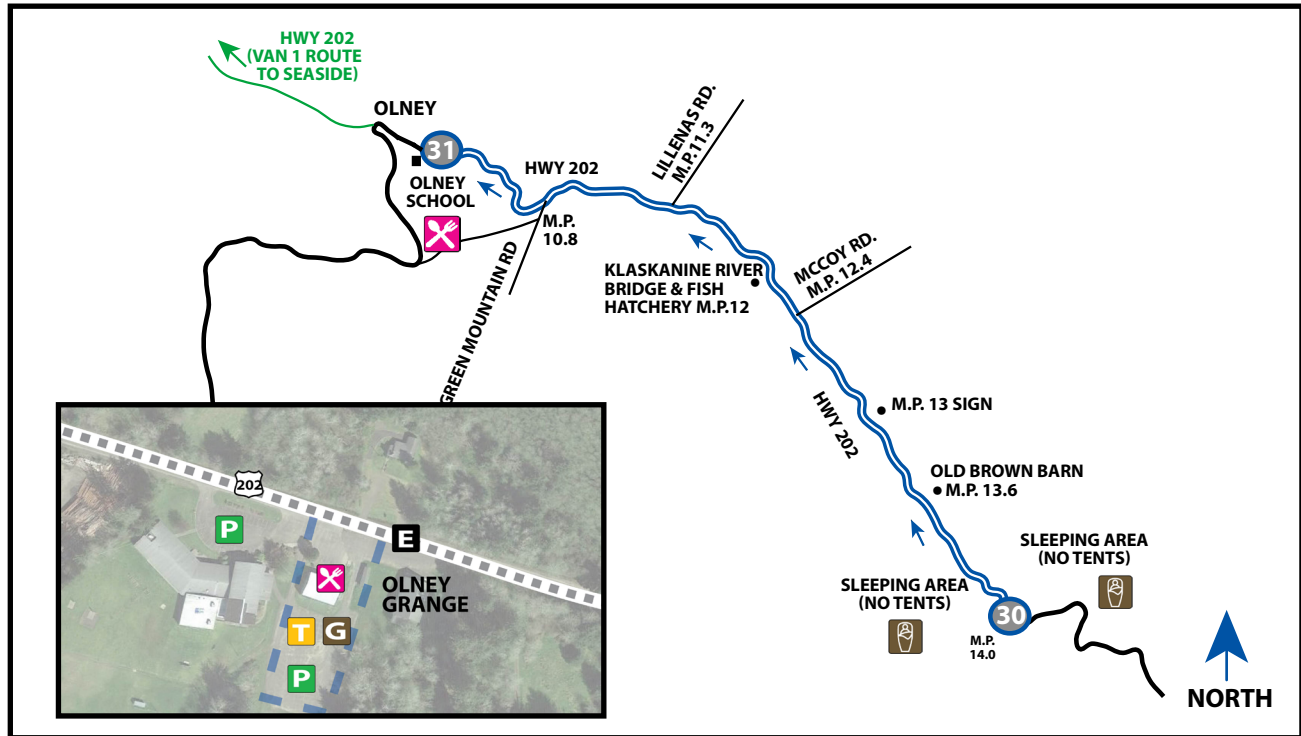 HWY 202
(VAN 1 ROUTE
TO SEASIDE)
OLNEY
31
OLNEY
SCHOOL
HWY 202
M.P.
10.8
GREEN MOUNTAIN RD
LILLENAS RD.
M.P.11.3
KLASKANINE RIVER
BRIDGE & FISH
HATCHERY M.P.12
MCCOY RD.
M.P. 12.4
HWY 202
M.P. 13 SIGN
OLD BROWN BARN
M.P. 13.6
SLEEPING AREA
(NO TENTS)
SLEEPING AREA
(NO TENTS)
30
M.P.
14.0
NORTH
202
P
E
OLNEY
GRANGE
T
G
P